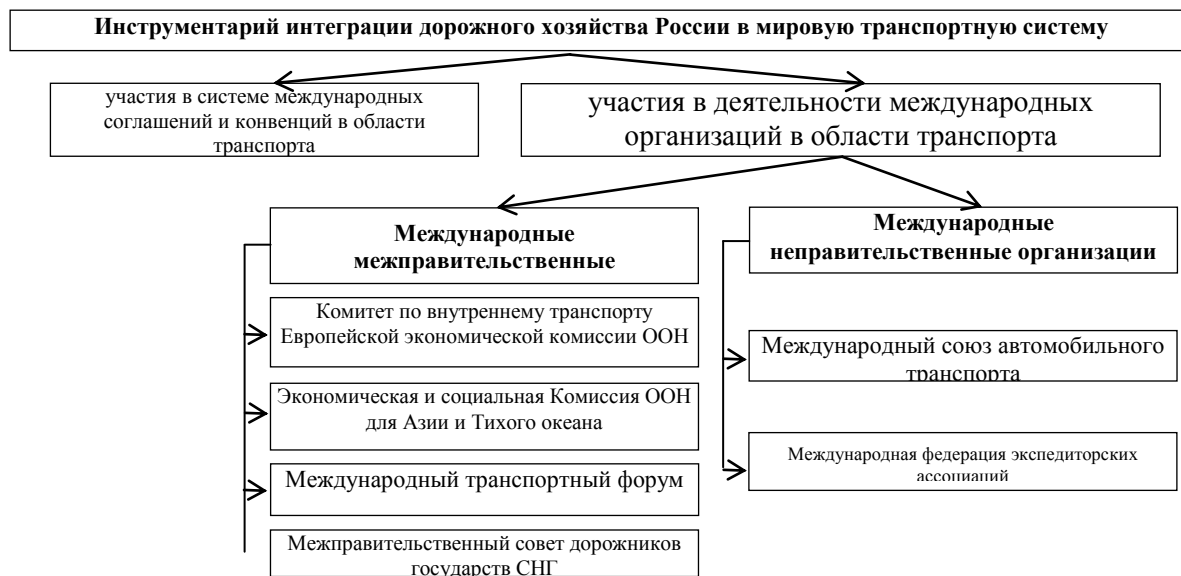 Инструментарий интеграции дорожного хозяйства России в мировую транспортную систему
участия в системе международных
соглашений и конвенций в области
транспорта
участия в деятельности международных
организаций в области транспорта
Международные
межправительственные
Международные
неправительственные организации
Комитет по внутреннему транспорту
Европейской экономической комиссии ООН
Экономическая и социальная Комиссия ООН
для Азии и Тихого океана
Международный транспортный форум
Межправительственный совет дорожников
государств СНГ
Международный союз автомобильного
транспорта
Международная федерация экспедиторских
ассоциаций